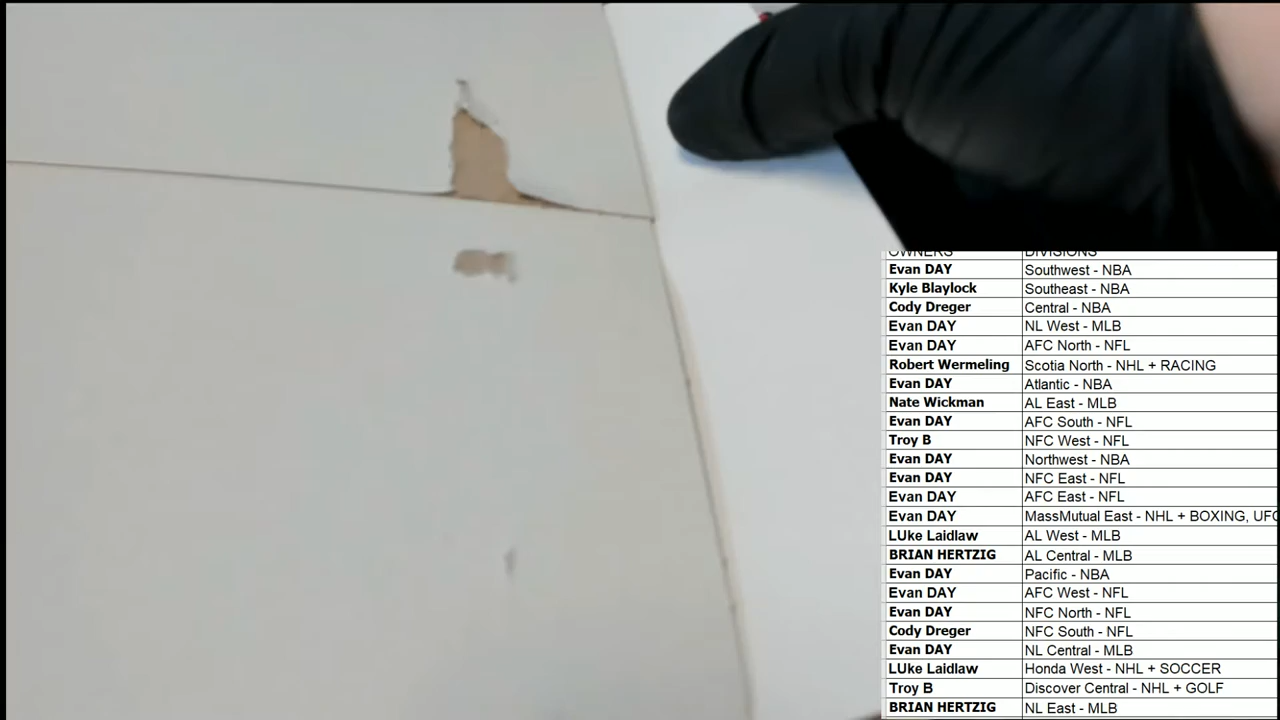 OWNERS DIVISIONS
Evan DAY Southwest - NBA
Kyle Blaylock Southeast - NBA
Cody Dreger Central - NBA
Evan DAY NL West - MLB
Evan DAY AFC North - NFL
Robert Wermeling Scotia North - NHL + RACING
Evan DAY Atlantic - NBA
Nate Wickman AL East - MLB
Evan DAY AFC South - NFL
Troy B NFC West - NFL
Evan DAY Northwest - NBA
Evan DAY NFC East - NFL
Evan DAY AFC East - NFL
Evan DAY MassMutual East - NHL + BOXING, UFC
LUke Laidlaw AL West - MLB
BRIAN HERTZIG AL Central - MLB
Evan DAY Pacific - NBA
Evan DAY AFC West - NFL
Evan DAY NFC North - NFL
Cody Dreger NFC South - NFL
Evan DAY NL Central - MLB
LUke Laidlaw Honda West - NHL + SOCCER
Troy B Discover Central - NHL + GOLF
BRIAN HERTZIG NL East - MLB